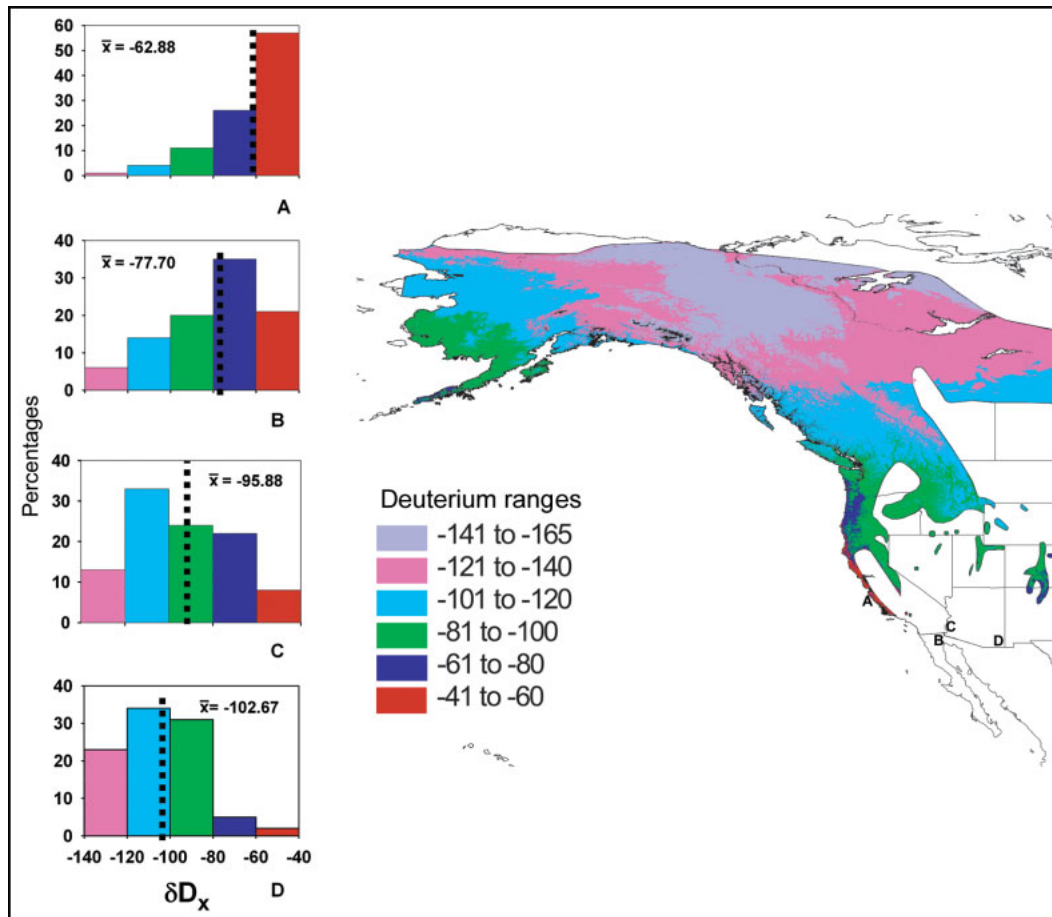 Percentages
60
50
40
30
20
10
0
x̄ = -62.88
A
40
30
20
10
0
x̄ = -77.70
B
40
30
20
10
0
x̄ = -95.88
C
40
30
20
10
0
x̄= -102.67
-140 -120 -100 -80 -60 -40
δDx
D
Deuterium ranges
-141 to -165
-121 to -140
-101 to -120
-81 to -100
-61 to -80
-41 to -60
A
C
B D